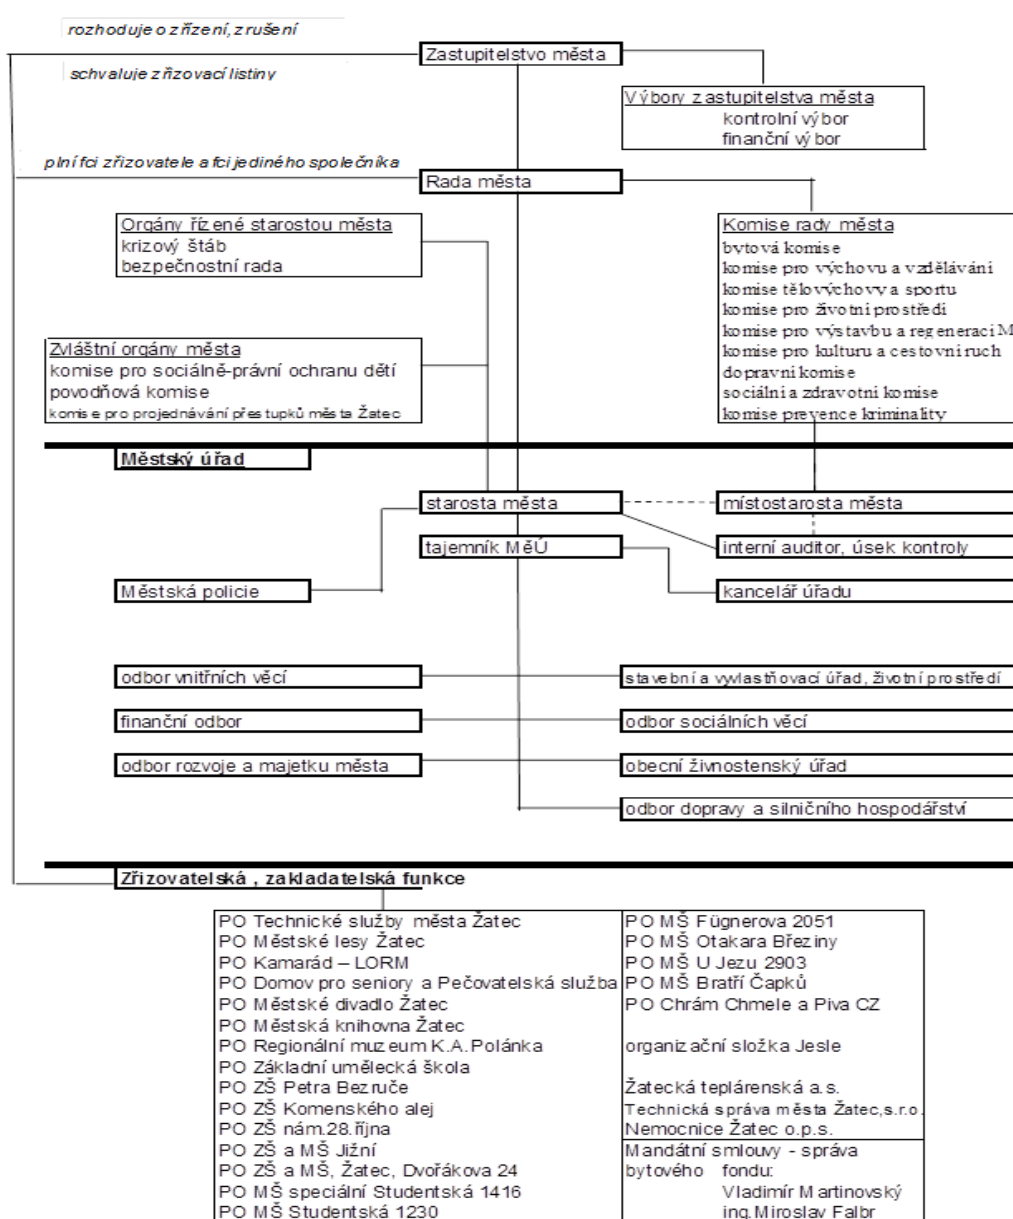 rozhoduje o zřízení, zrušení
Zastupitelstvo města
schvaluje zřizovací listiny
Výbory zastupitelstva města
kontrolní výbor
finanční výbor
plní fci zřizovatele a fci jediného společníka
Rada města
Orgány řízené starostou města
krizový štáb
bezpečnostní rada
Komise rady města
bytová komise
komise pro výchovu a vzdělávání
komise tělovýchovy a sportu
komise pro životní prostředí
komise pro výstavbu a regeneraci M
komise pro kulturu a cestovní ruch
dopravní komise
sociální a zdravotní komise
komise prevence kriminality
Zvláštní orgány města
komise pro sociálně-právní ochranu dětí
povodňová komise
komise pro projednávání přestupků města Žatec
Městský úřad
starosta města
místostarosta města
tajemník MěÚ
interní auditor, úsek kontroly
Městská policie
kancelář úřadu
odbor vnitřních věcí
stavební a vyvlastňovací úřad, životní prostředí
finanční odbor
odbor sociálních věcí
odbor rozvoje a majetku města
obecní živnostenský úřad
odbor dopravy a silničního hospodářství
Zřizovatelská , zakladatelská funkce
PO Technické služby města Žatec
PO Městské lesy Žatec
PO Kamarád – LORM
PO Domov pro seniory a Pečovatelská služba
PO Městské divadlo Žatec
PO Městská knihovna Žatec
PO Regionální muzeum K.A.Polánka
PO Základní umělecká škola
PO ZŠ Petra Bezruče
PO ZŠ Komenského alej
PO ZŠ nám.28.října
PO ZŠ a MŠ Jižní
PO ZŠ a MŠ, Žatec, Dvořákova 24
PO MŠ speciální Studentská 1416
PO MŠ Studentská 1230
PO MŠ Fügnerova 2051
PO MŠ Otakara Březiny
PO MŠ U Jezu 2903
PO MŠ Bratří Čapků
PO Chrám Chmele a Piva CZ
organizační složka Jesle
Žatecká teplárenská a.s.
Technická správa města Žatec,s.r.o.
Nemocnice Žatec o.p.s.
Mandátní smlouvy - správa
bytového fondu:
Vladimír Martinovský
ing.Miroslav Falbr